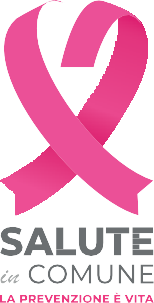 SALUTE
in COMUNE
LA PREVENZIONE È VITA